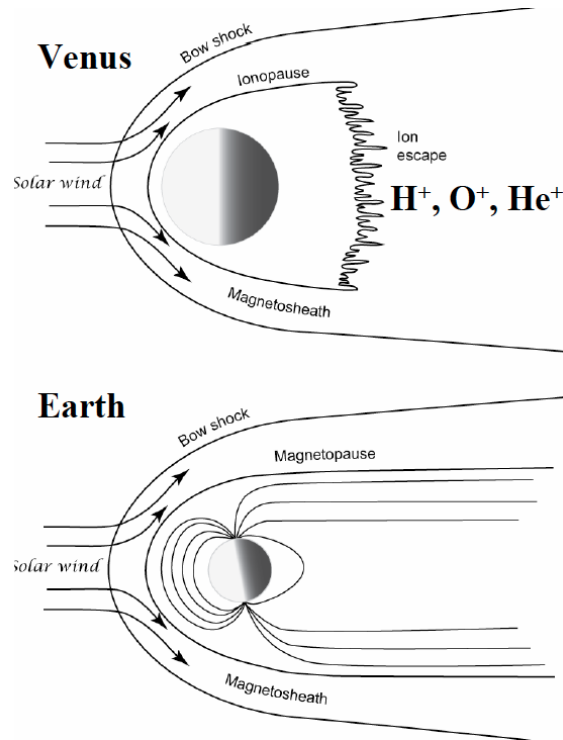 Venus
Bow shock
Ionopause
Ion
escape
Solar wind
H⁺, O⁺, He⁺
Magnetosheath
Earth
Bow shock
Magnetopause
Solar wind
Magnetosheath